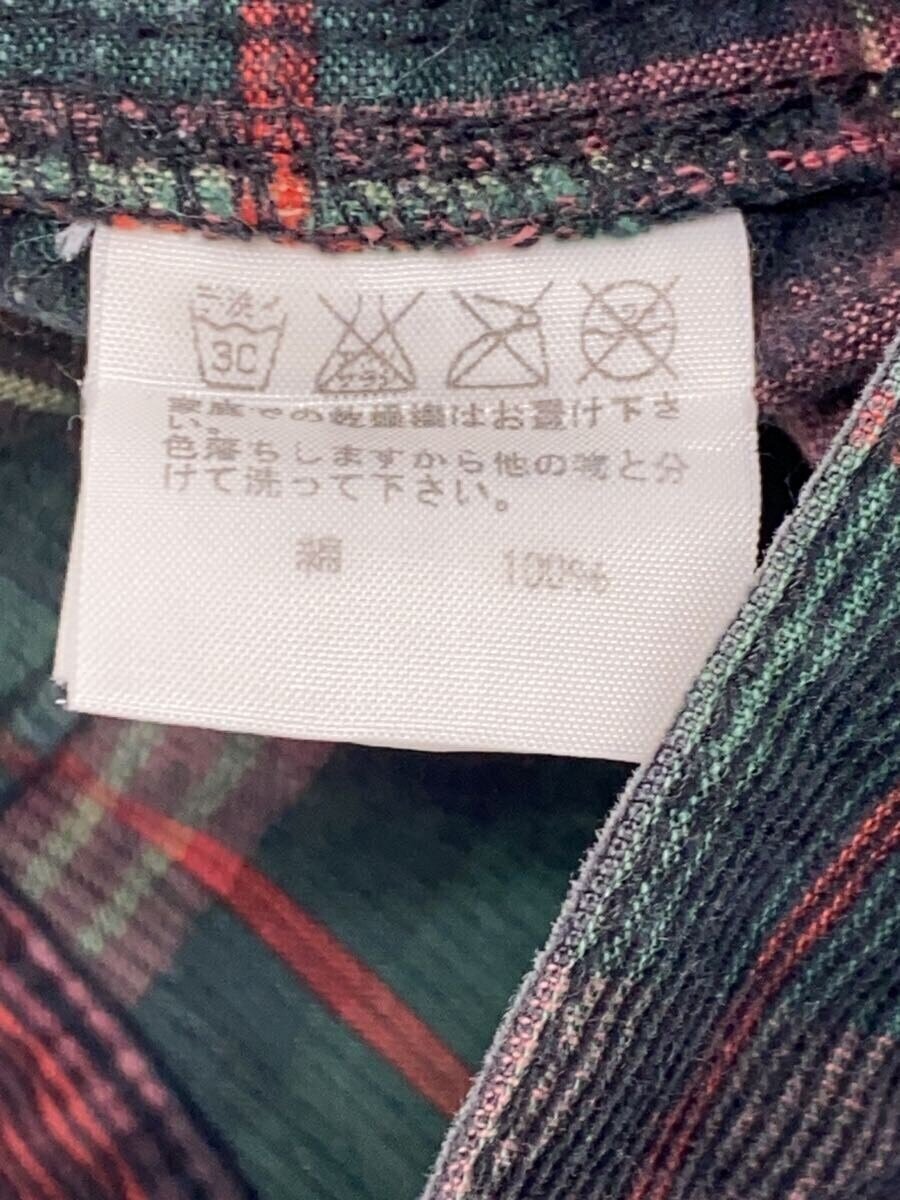 手洗イ
30
エンソ
サラシ
家庭での乾燥機はお避け下さ
い。
色落ちしますから他の物と分
けて洗って下さい。
綿 100%